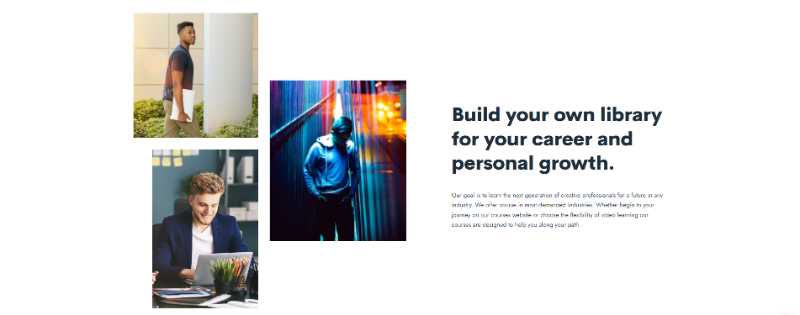 Build your own library
for your career and
personal growth.
Our goal is to learn the next generation of creative professionals for a future in any
industry. We offer course in most-demanded industries. Whether begin to your
journey on our courses website or choose the flexibility of video learning our
courses are designed to help you along your path.